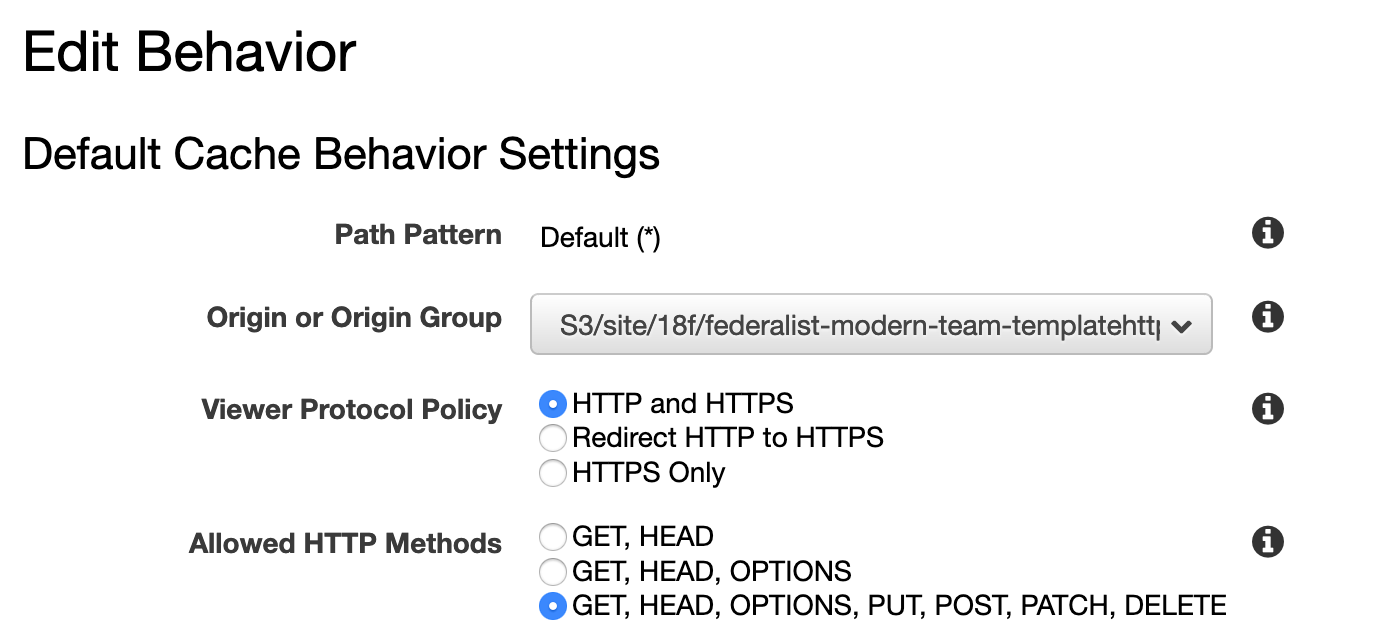 Edit Behavior
Default Cache Behavior Settings
Path Pattern Default (*)
Origin or Origin Group S3/site/18f/federalist-modern-team-templatehttp
Viewer Protocol Policy HTTP and HTTPS
Redirect HTTP to HTTPS
HTTPS Only
Allowed HTTP Methods GET, HEAD
GET, HEAD, OPTIONS
GET, HEAD, OPTIONS, PUT, POST, PATCH, DELETE